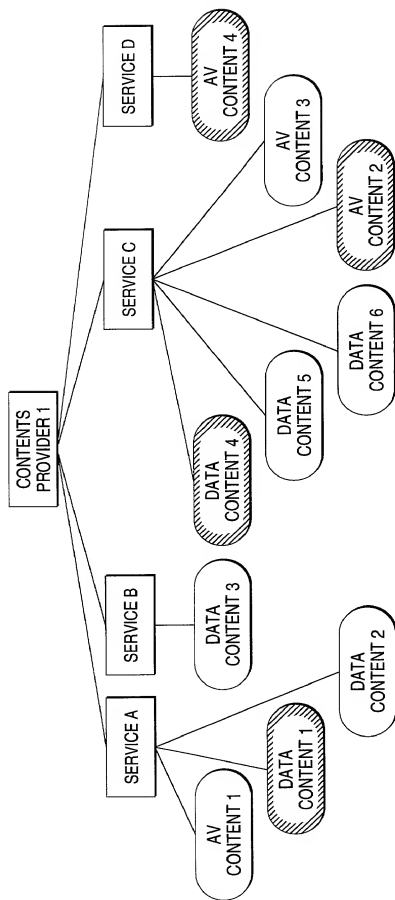 CONTENTS
PROVIDER 1
SERVICE A
SERVICE B
SERVICE C
SERVICE D
AV
CONTENT 1
DATA
CONTENT 1
DATA
CONTENT 2
DATA
CONTENT 3
DATA
CONTENT 4
DATA
CONTENT 5
DATA
CONTENT 6
AV
CONTENT 2
AV
CONTENT 3
AV
CONTENT 4